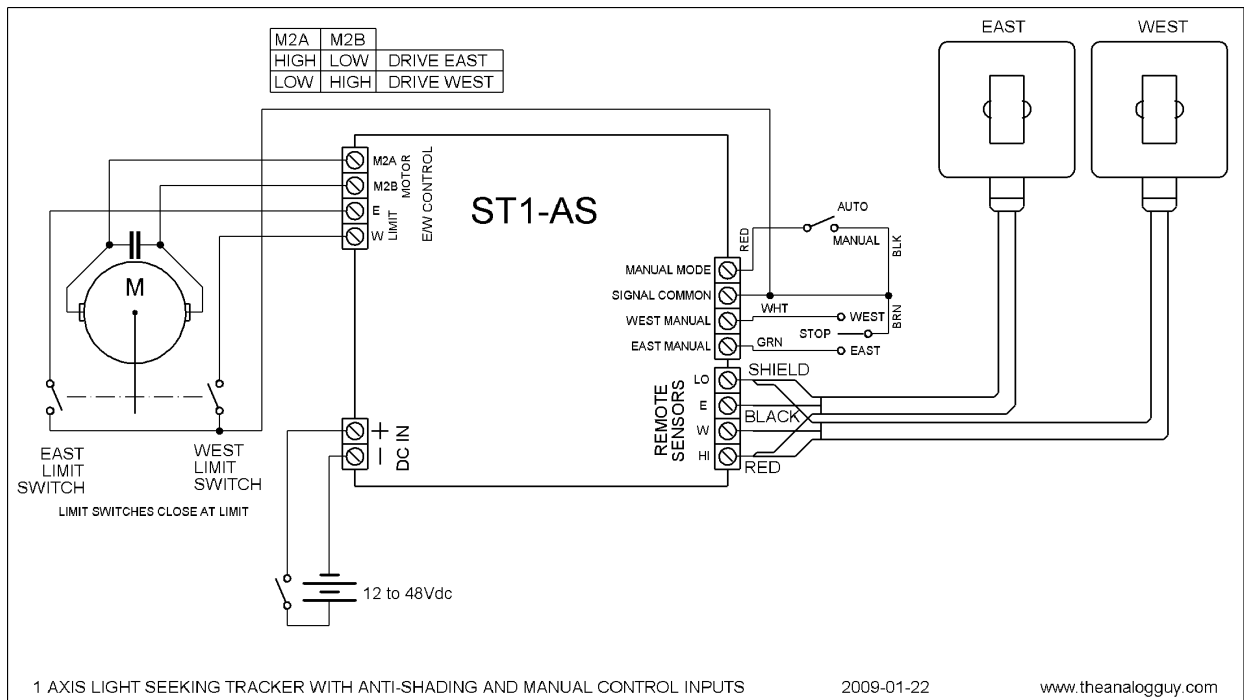 EAST WEST
M2A M2B
HIGH LOW DRIVE EAST
LOW HIGH DRIVE WEST
M2A
M2B
E
W
MOTOR
LIMIT
E/W CONTROL
ST1-AS
M
AUTO
MANUAL
RED
BLK
MANUAL MODE
SIGNAL COMMON
WEST MANUAL
EAST MANUAL
WHT
WEST
STOP
BRN
GRN
EAST
LO
E
W
HI
REMOTE
SENSORS
SHIELD
BLACK
RED
+
−
DC IN
EAST
LIMIT
SWITCH
WEST
LIMIT
SWITCH
LIMIT SWITCHES CLOSE AT LIMIT
12 to 48Vdc
1 AXIS LIGHT SEEKING TRACKER WITH ANTI-SHADING AND MANUAL CONTROL INPUTS 2009-01-22 www.theanalogguy.com